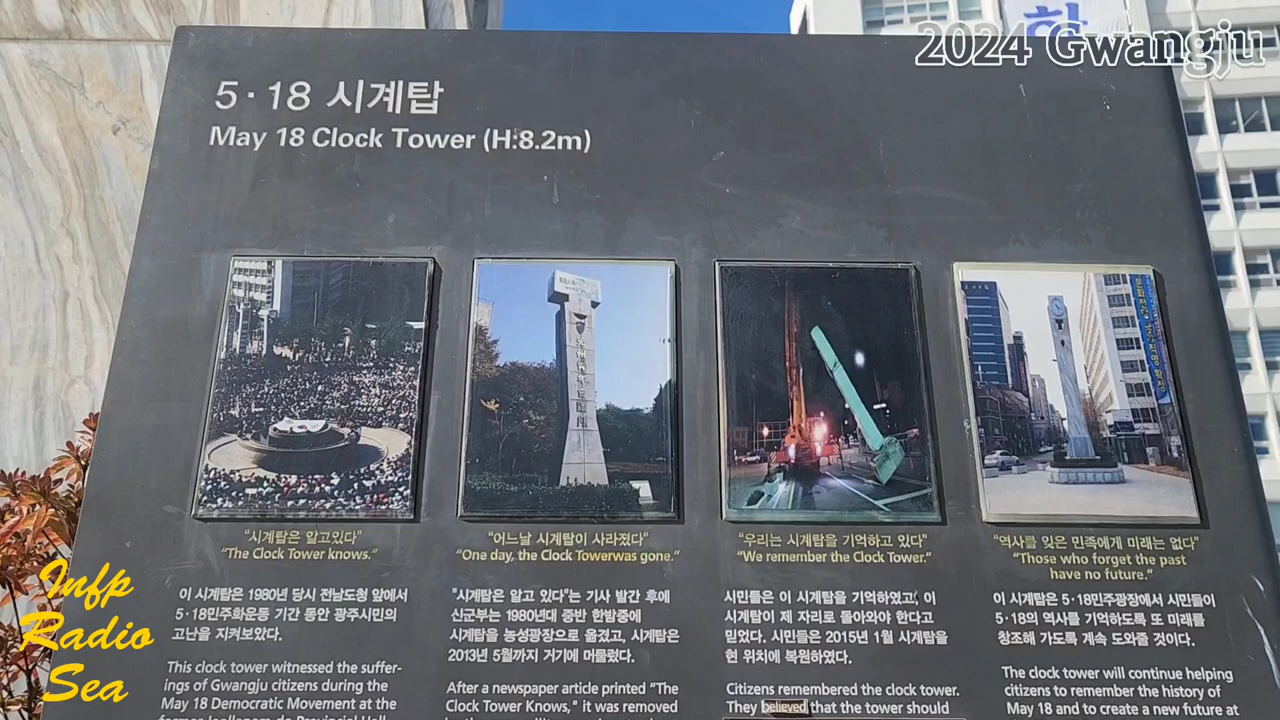 2024 Gwangju
5·18 시계탑
May 18 Clock Tower (H:8.2m)
"시계탑은 알고있다"
"The Clock Tower knows."
이 시계탑은 1980년 당시 전남도청 앞에서
5·18민주화운동 기간 동안 광주시민의
고난을 지켜보았다.
This clock tower witnessed the suffer-
ings of Gwangju citizens during the
May 18 Democratic Movement at the
former Jeollanam-do Provincial Hall
"어느날 시계탑이 사라졌다"
"One day, the Clock Towerwas gone."
"시계탑은 알고 있다"는 기사 발간 후에
신군부는 1980년대 중반 한밤중에
시계탑을 농성광장으로 옮겼고, 시계탑은
2013년 5월까지 거기에 머물렀다.
After a newspaper article printed "The
Clock Tower Knows," it was removed
"우리는 시계탑을 기억하고 있다"
"We remember the Clock Tower."
시민들은 이 시계탑을 기억하였고, 이
시계탑이 제 자리로 돌아와야 한다고
믿었다. 시민들은 2015년 1월 시계탑을
현 위치에 복원하였다.
Citizens remembered the clock tower.
They believed that the tower should
"역사를 잊은 민족에게 미래는 없다"
"Those who forget the past
have no future."
이 시계탑은 5·18민주광장에서 시민들이
5·18의 역사를 기억하도록 또 미래를
창조해 가도록 계속 도와줄 것이다.
The clock tower will continue helping
citizens to remember the history of
May 18 and to create a new future at
Infp
Radio
Sea